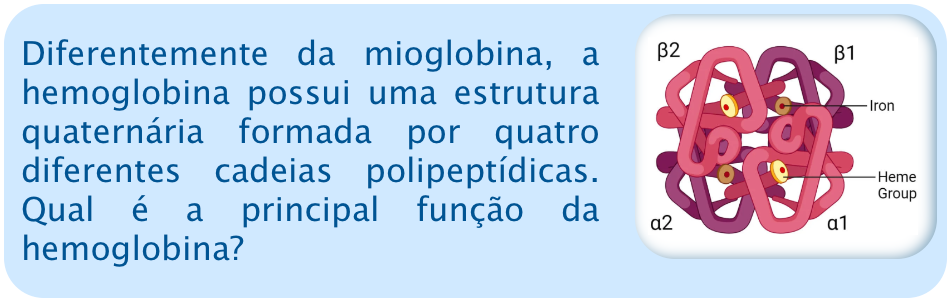 Diferentemente da mioglobina, a
hemoglobina possui uma estrutura
quaternária formada por quatro
diferentes cadeias polipeptídicas.
Qual é a principal função da
hemoglobina?
β2
β1
Iron
Heme
Group
α2
α1